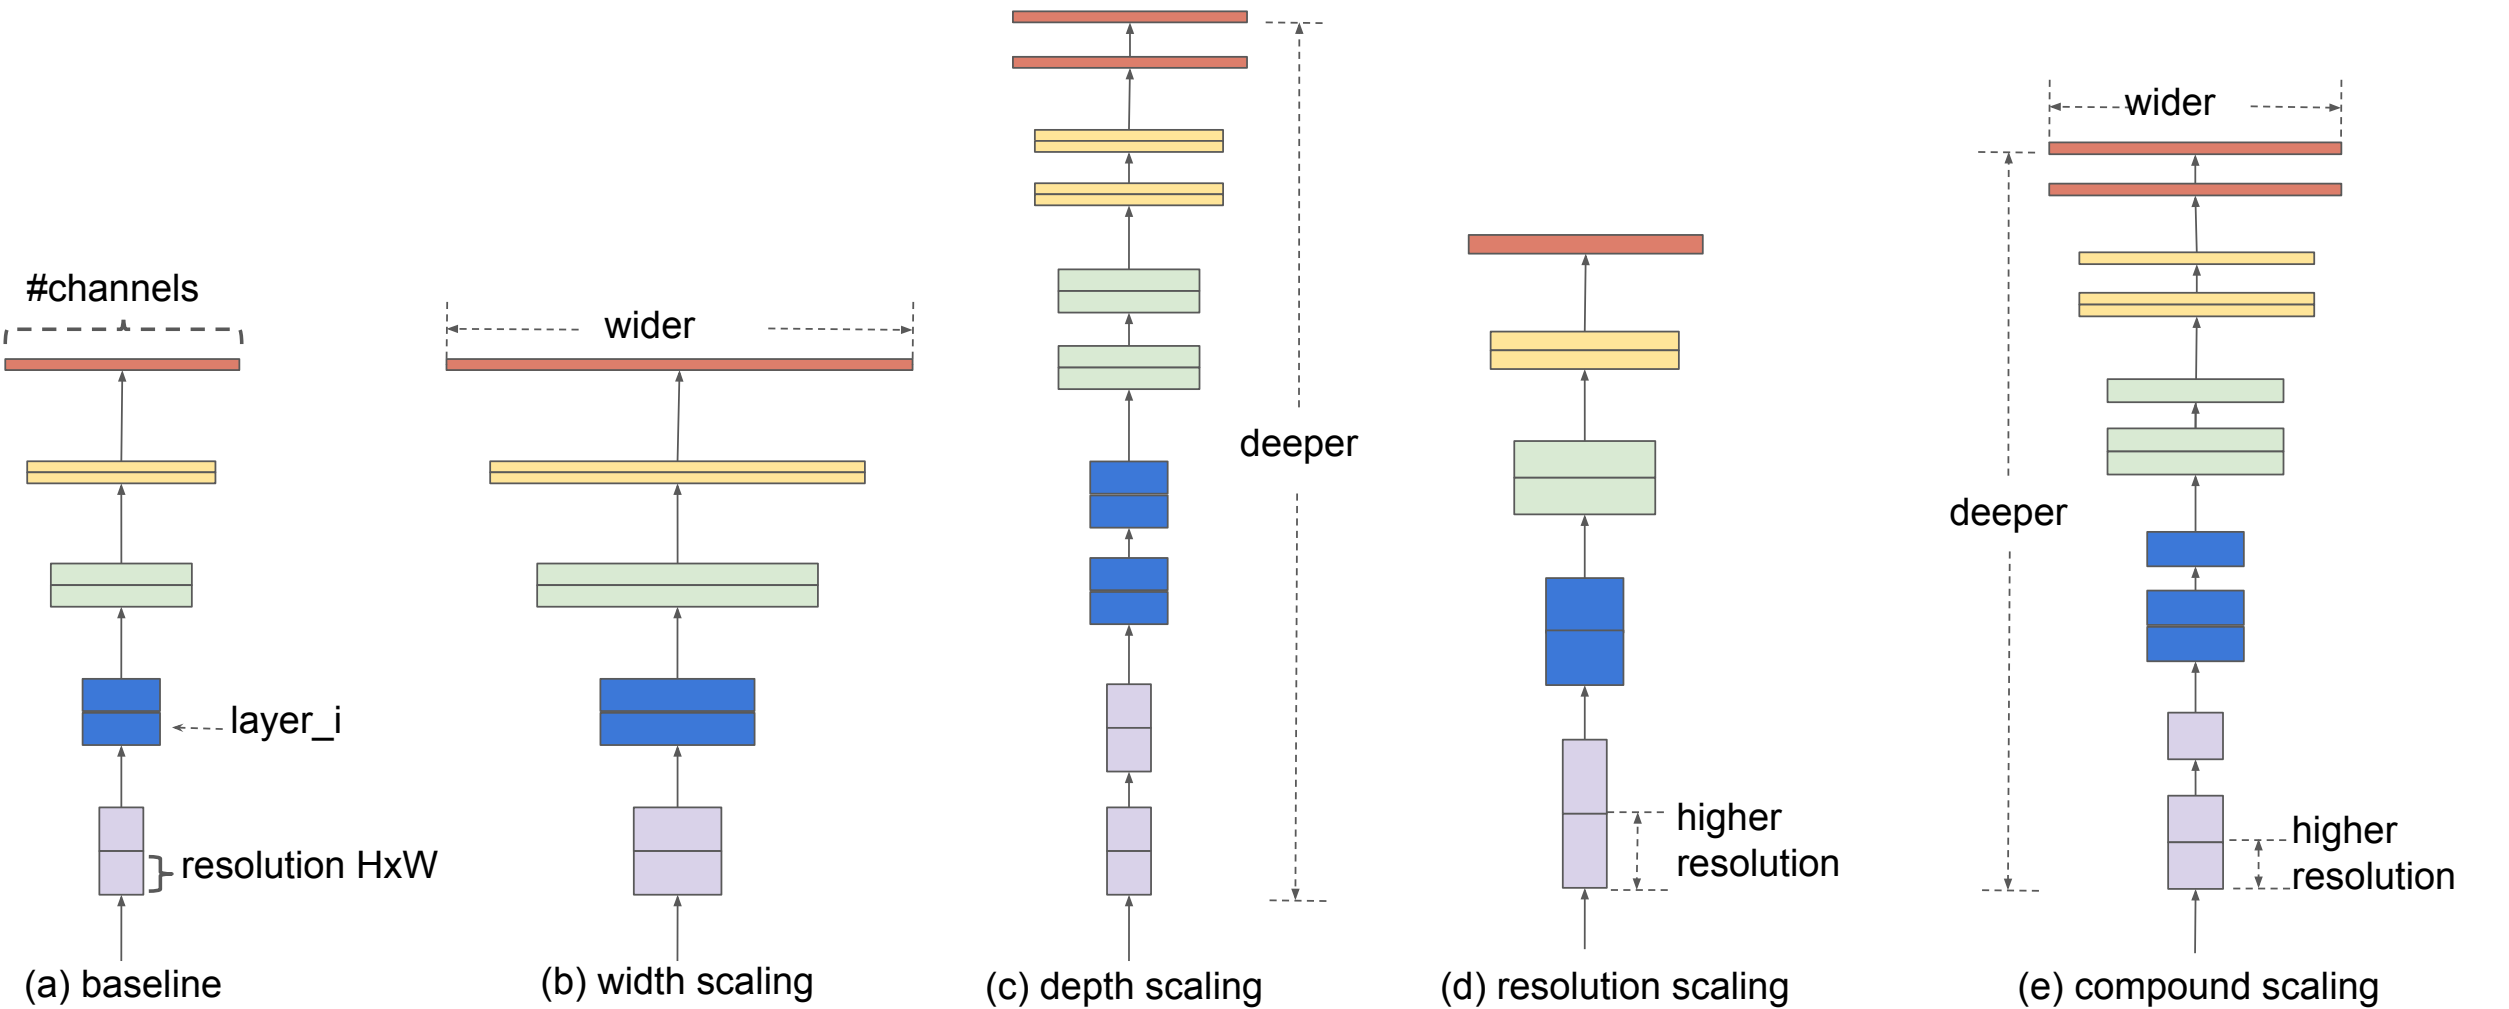 #channels
layer_i
resolution HxW
(a) baseline
wider
(b) width scaling
deeper
(c) depth scaling
higher
resolution
(d) resolution scaling
wider
deeper
higher
resolution
(e) compound scaling